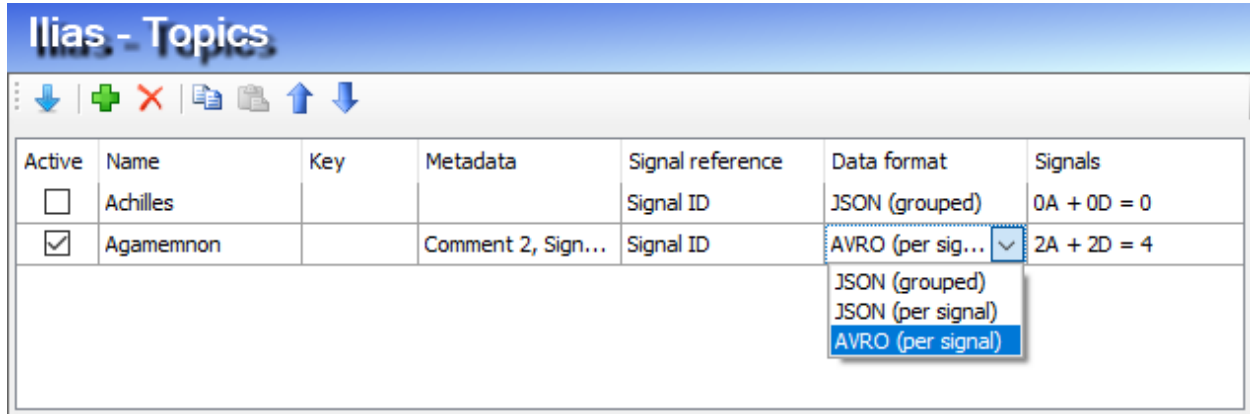 Ilias - Topics
Active Name Key Metadata Signal reference Data format Signals
Achilles Signal ID JSON (grouped) 0A + 0D = 0
Agamemnon Comment 2, Sign... Signal ID AVRO (per sig... 2A + 2D = 4
JSON (grouped)
JSON (per signal)
AVRO (per signal)